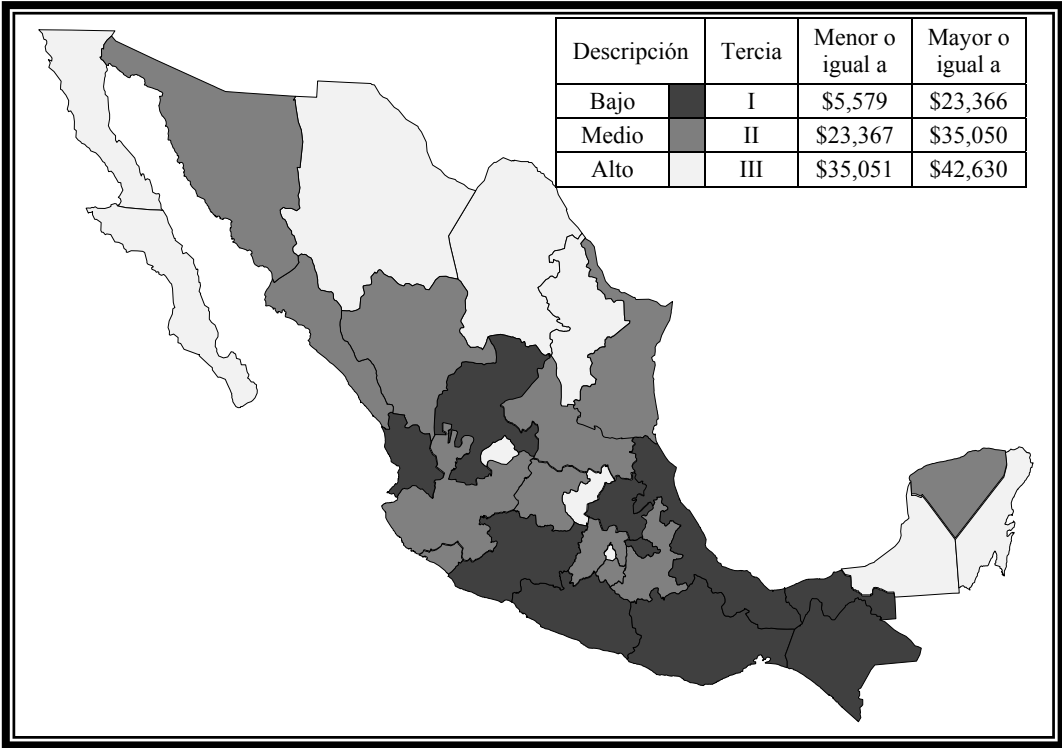 Descripción Tercia Menor o igual a Mayor o igual a
Bajo I $5,579 $23,366
Medio II $23,367 $35,050
Alto III $35,051 $42,630